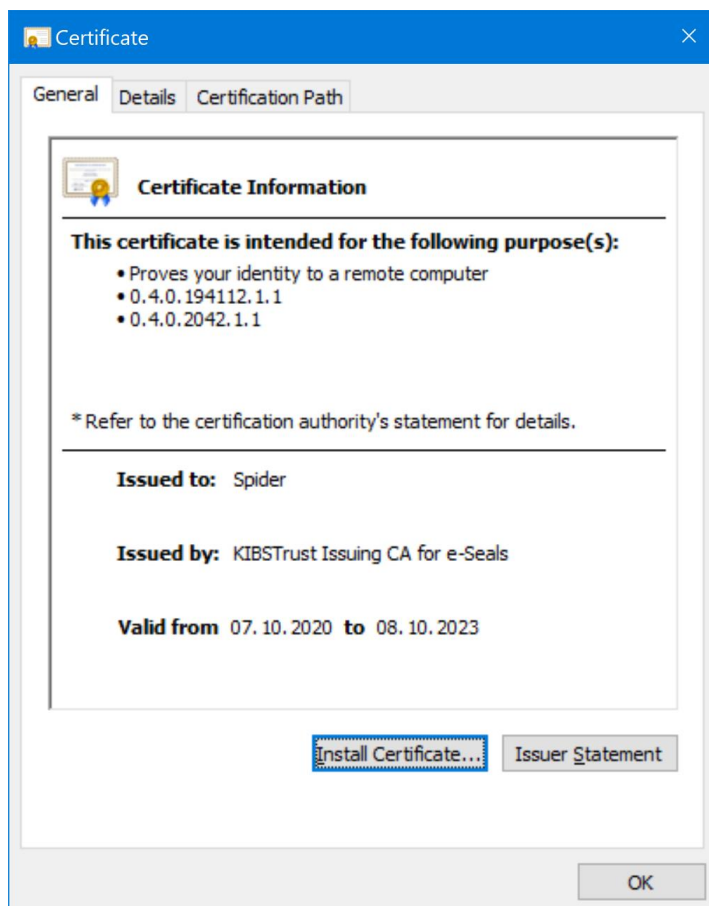 Certificate
General Details Certification Path
Certificate Information
This certificate is intended for the following purpose(s):
• Proves your identity to a remote computer
• 0.4.0.194112.1.1
• 0.4.0.2042.1.1
* Refer to the certification authority's statement for details.
Issued to: Spider
Issued by: KIBSTrust Issuing CA for e-Seals
Valid from 07.10.2020 to 08.10.2023
Install Certificate... Issuer Statement
OK